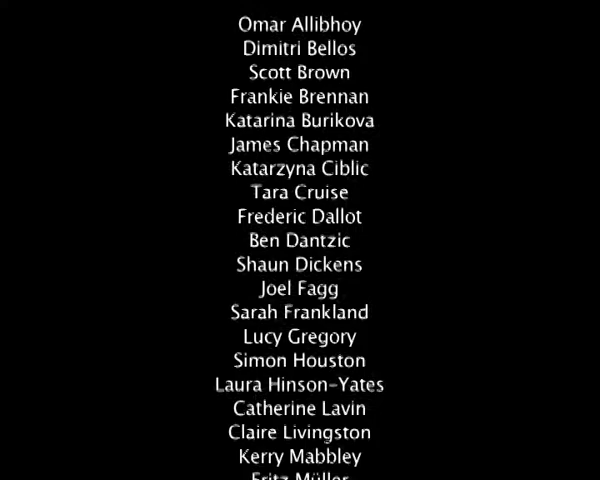 Omar Allibhoy
Dimitri Bellos
Scott Brown
Frankie Brennan
Katarina Burikova
James Chapman
Katarzyna Ciblic
Tara Cruise
Frederic Dallot
Ben Dantzic
Shaun Dickens
Joel Fagg
Sarah Frankland
Lucy Gregory
Simon Houston
Laura Hinson-Yates
Catherine Lavin
Claire Livingston
Kerry Mabbley
Fritz Müller